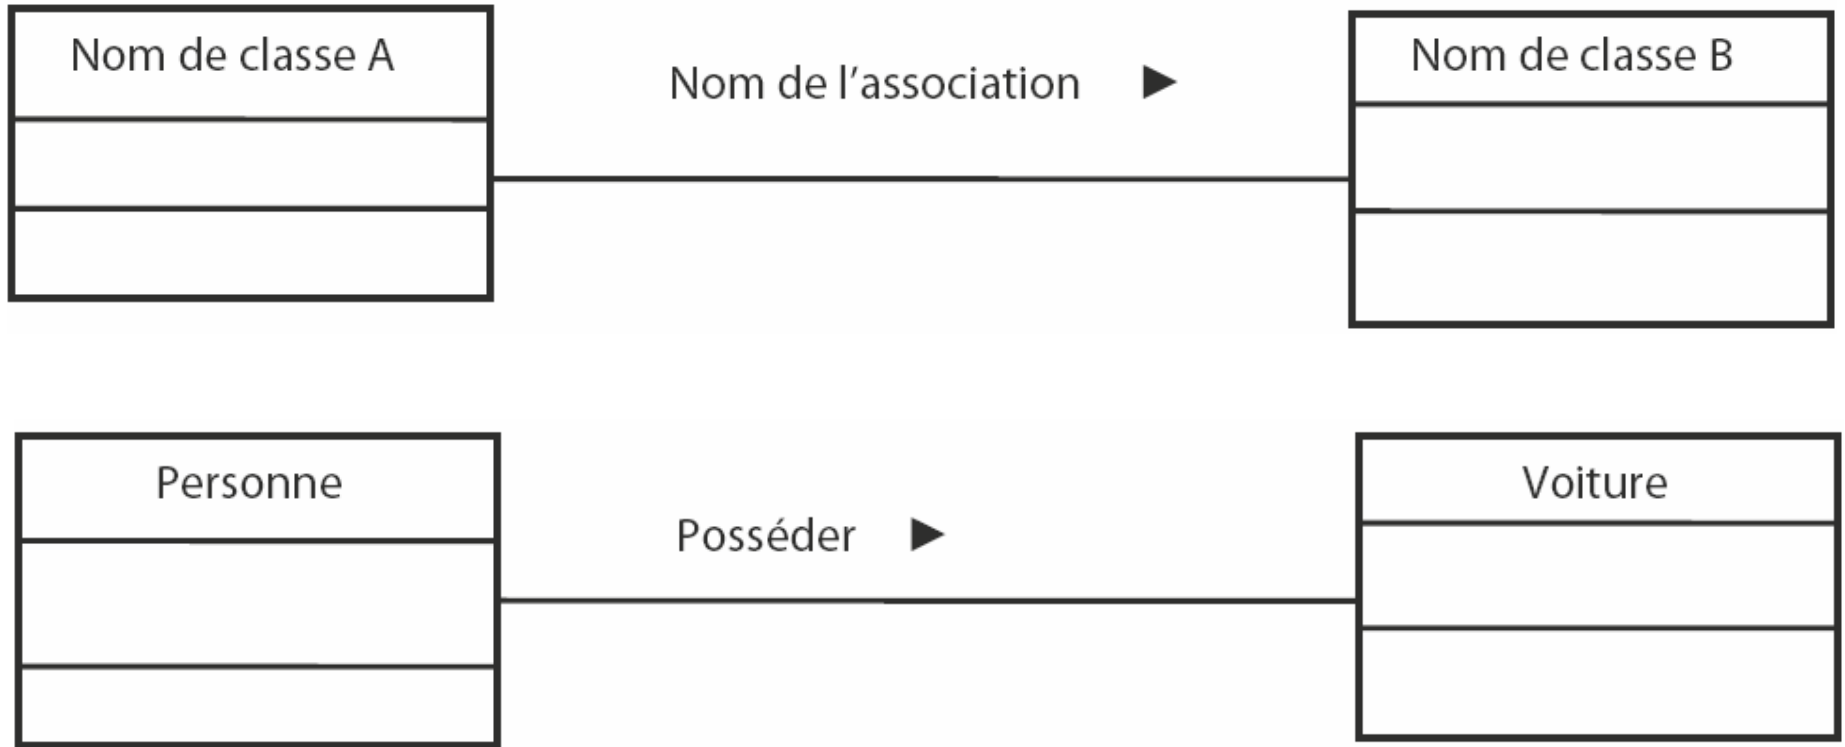 Nom de classe A
Nom de l’association ►
Nom de classe B
Personne
Posséder ►
Voiture